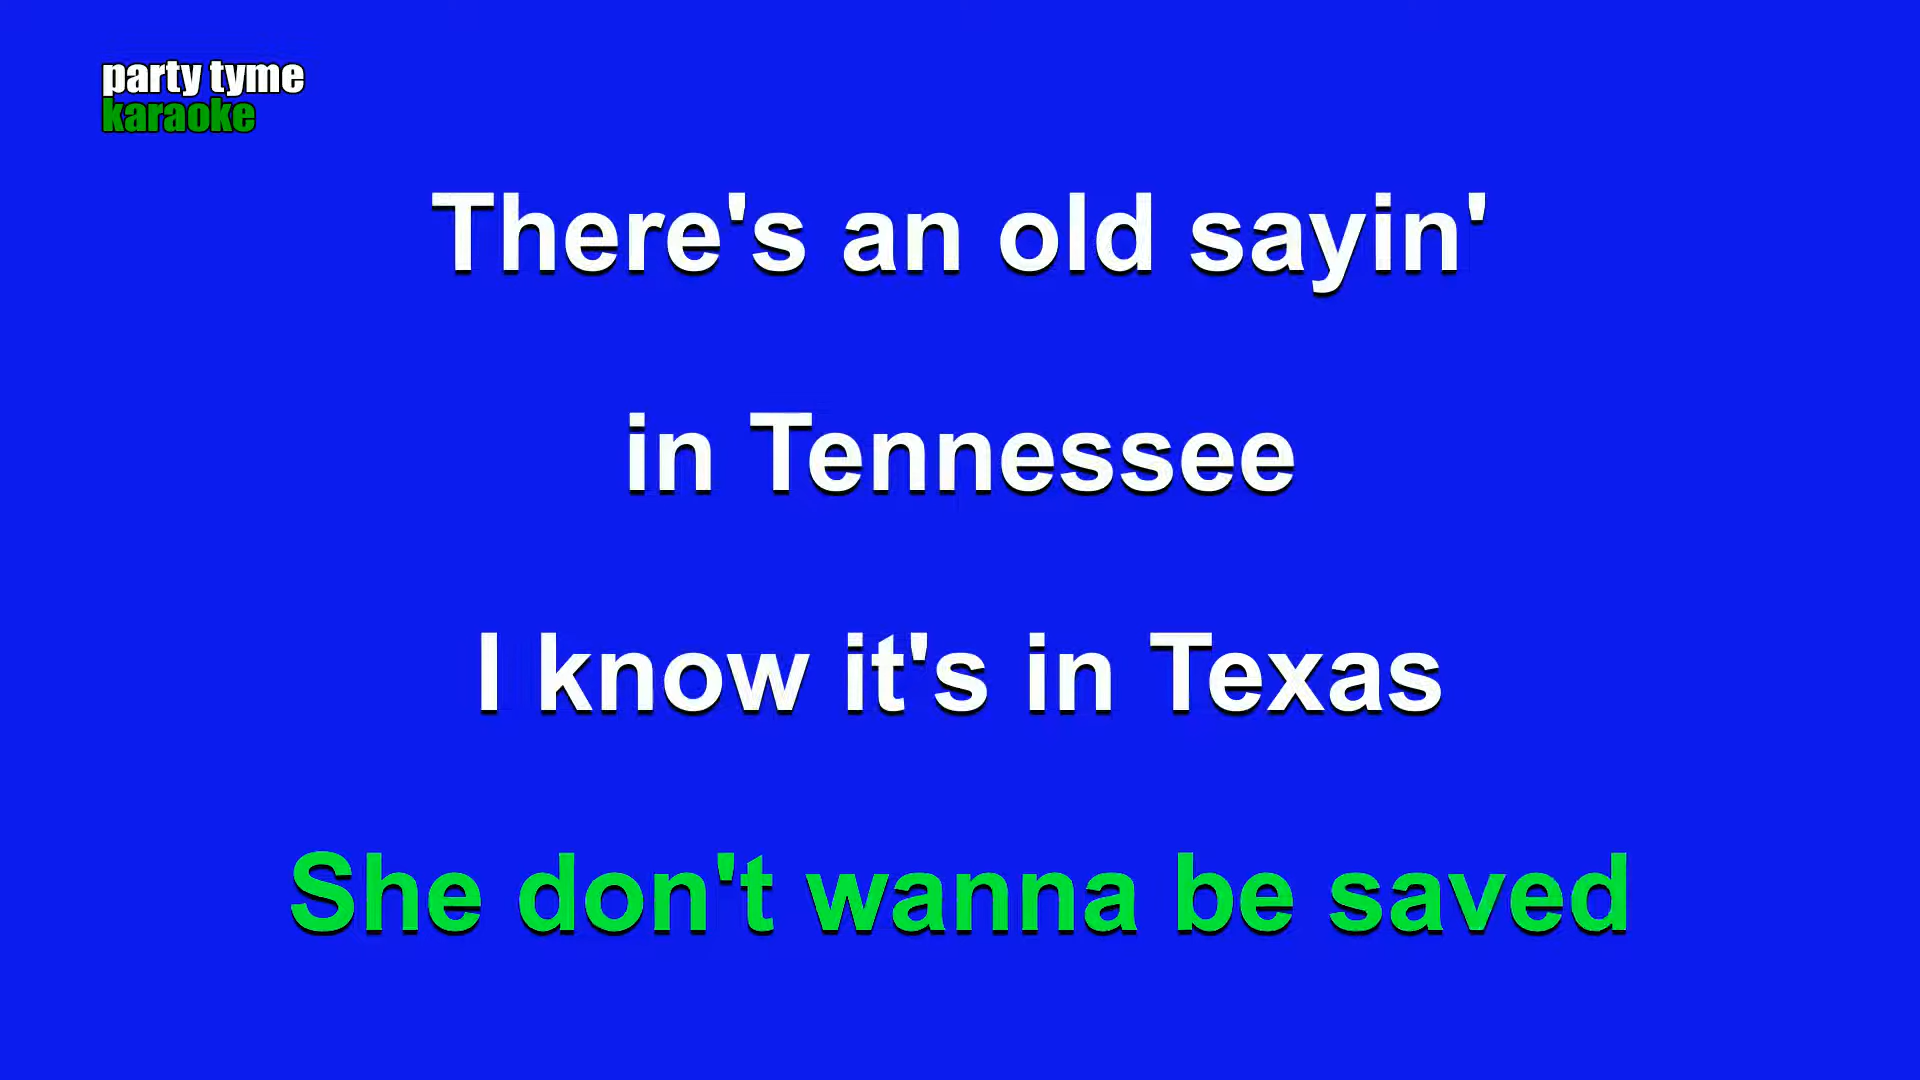 party tyme
karaoke
There's an old sayin'
in Tennessee
I know it's in Texas
She don't wanna be saved